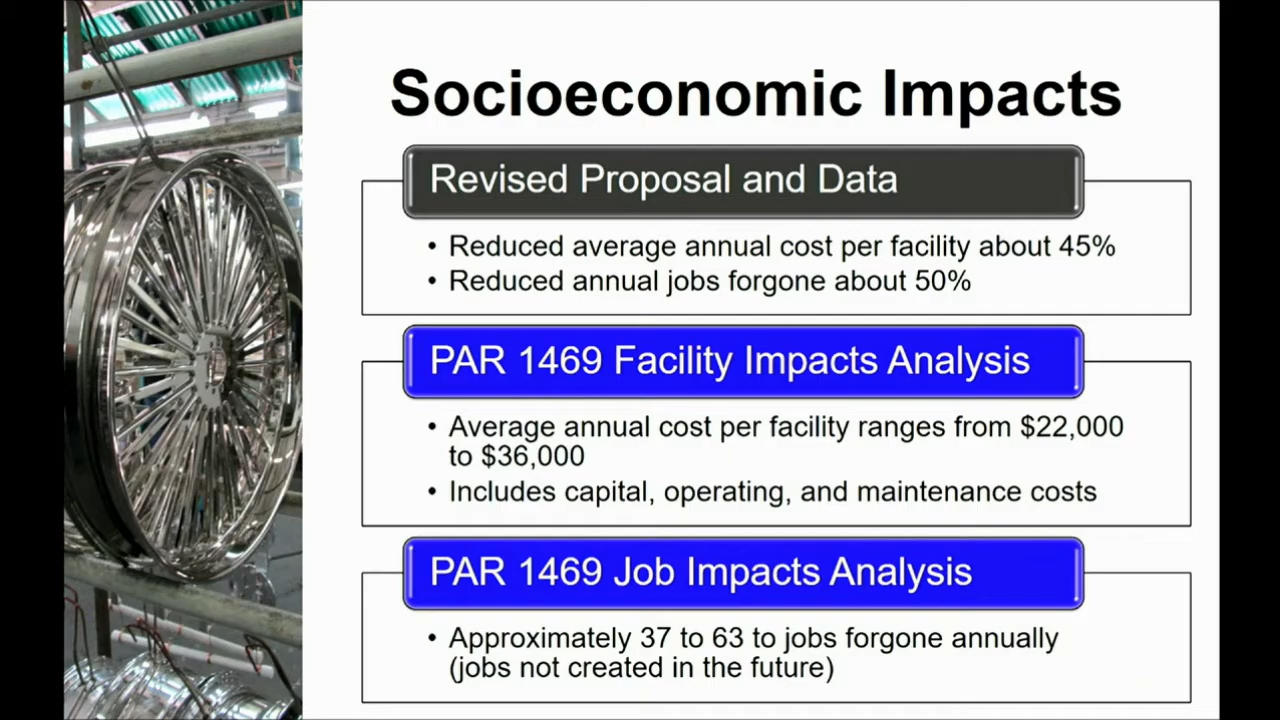 Socioeconomic Impacts
Revised Proposal and Data
• Reduced average annual cost per facility about 45%
• Reduced annual jobs forgone about 50%
PAR 1469 Facility Impacts Analysis
• Average annual cost per facility ranges from $22,000
to $36,000
• Includes capital, operating, and maintenance costs
PAR 1469 Job Impacts Analysis
• Approximately 37 to 63 to jobs forgone annually
(jobs not created in the future)